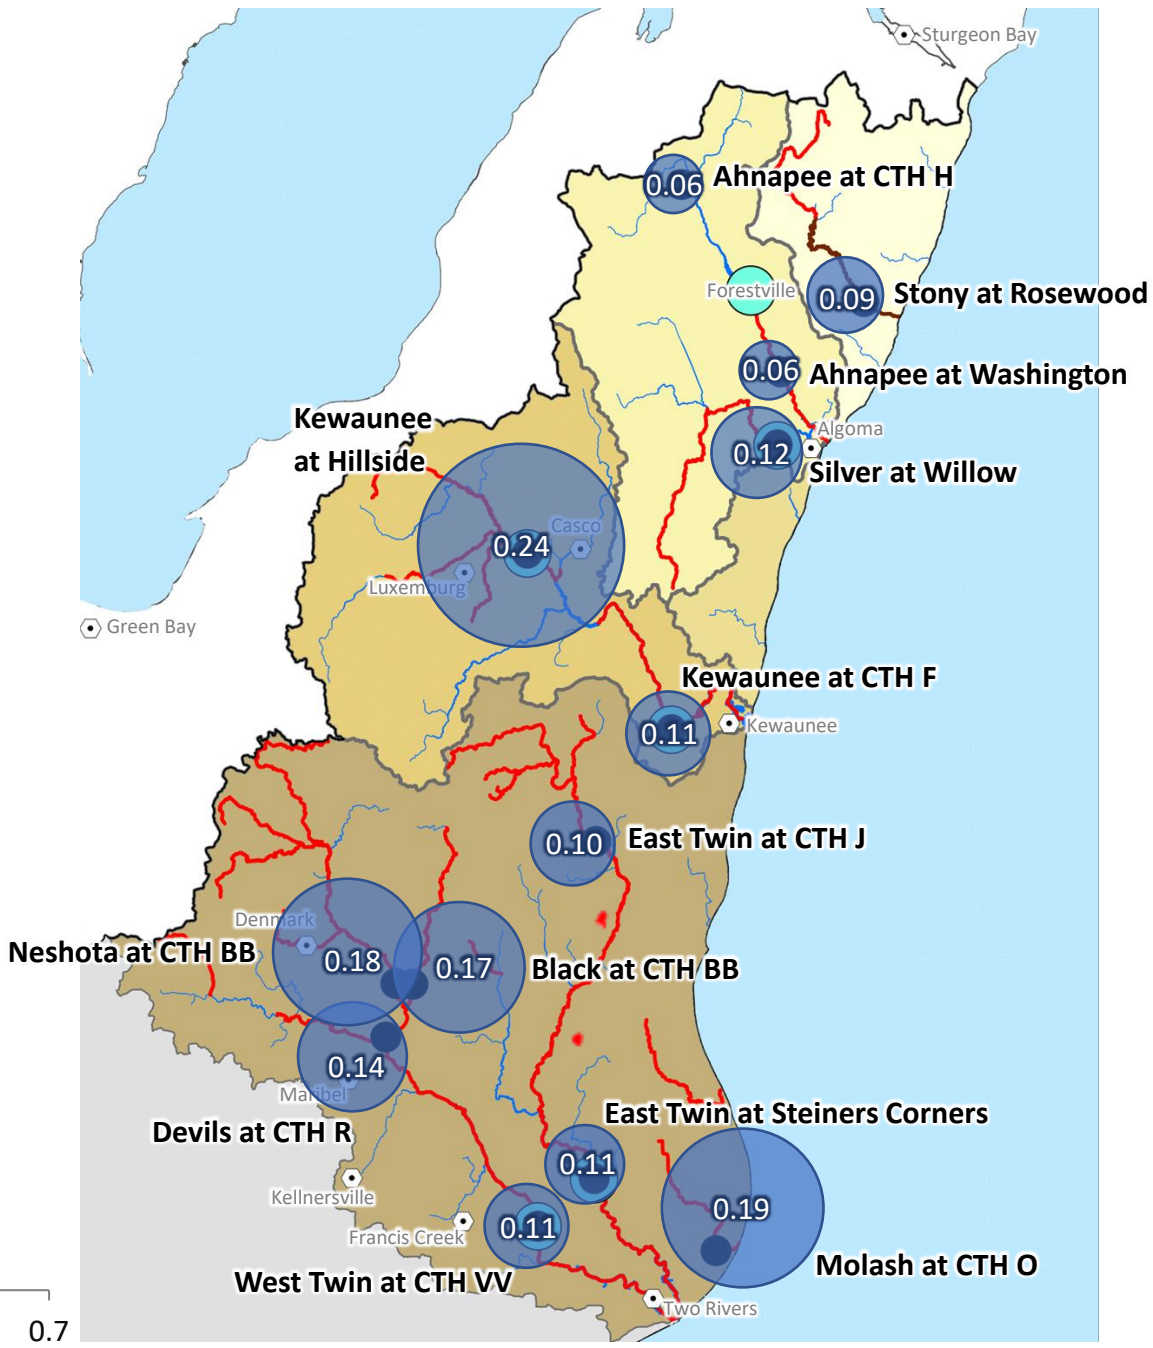 Sturgeon Bay
0.06
Ahnapee at CTH H
Forestville
0.09
Stony at Rosewood
0.06
Ahnapee at Washington
Kewaunee
at Hillside
Algoma
0.12
Silver at Willow
Casco
0.24
Luxemburg
Green Bay
Kewaunee at CTH F
Kewaunee
0.11
0.10
East Twin at CTH J
Denmark
Neshota at CTH BB
0.18
0.17
Black at CTH BB
0.14
Maribel
East Twin at Steiners Corners
Devils at CTH R
0.11
Kellnersville
0.19
Francis Creek
0.11
Molash at CTH O
West Twin at CTH VV
Two Rivers
0.7